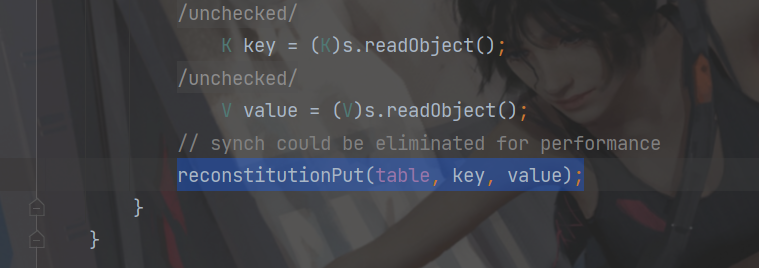 /unchecked/
K key = (K)s.readObject();
/unchecked/
V value = (V)s.readObject();
// synch could be eliminated for performance
reconstitutionPut(table, key, value);
}
}